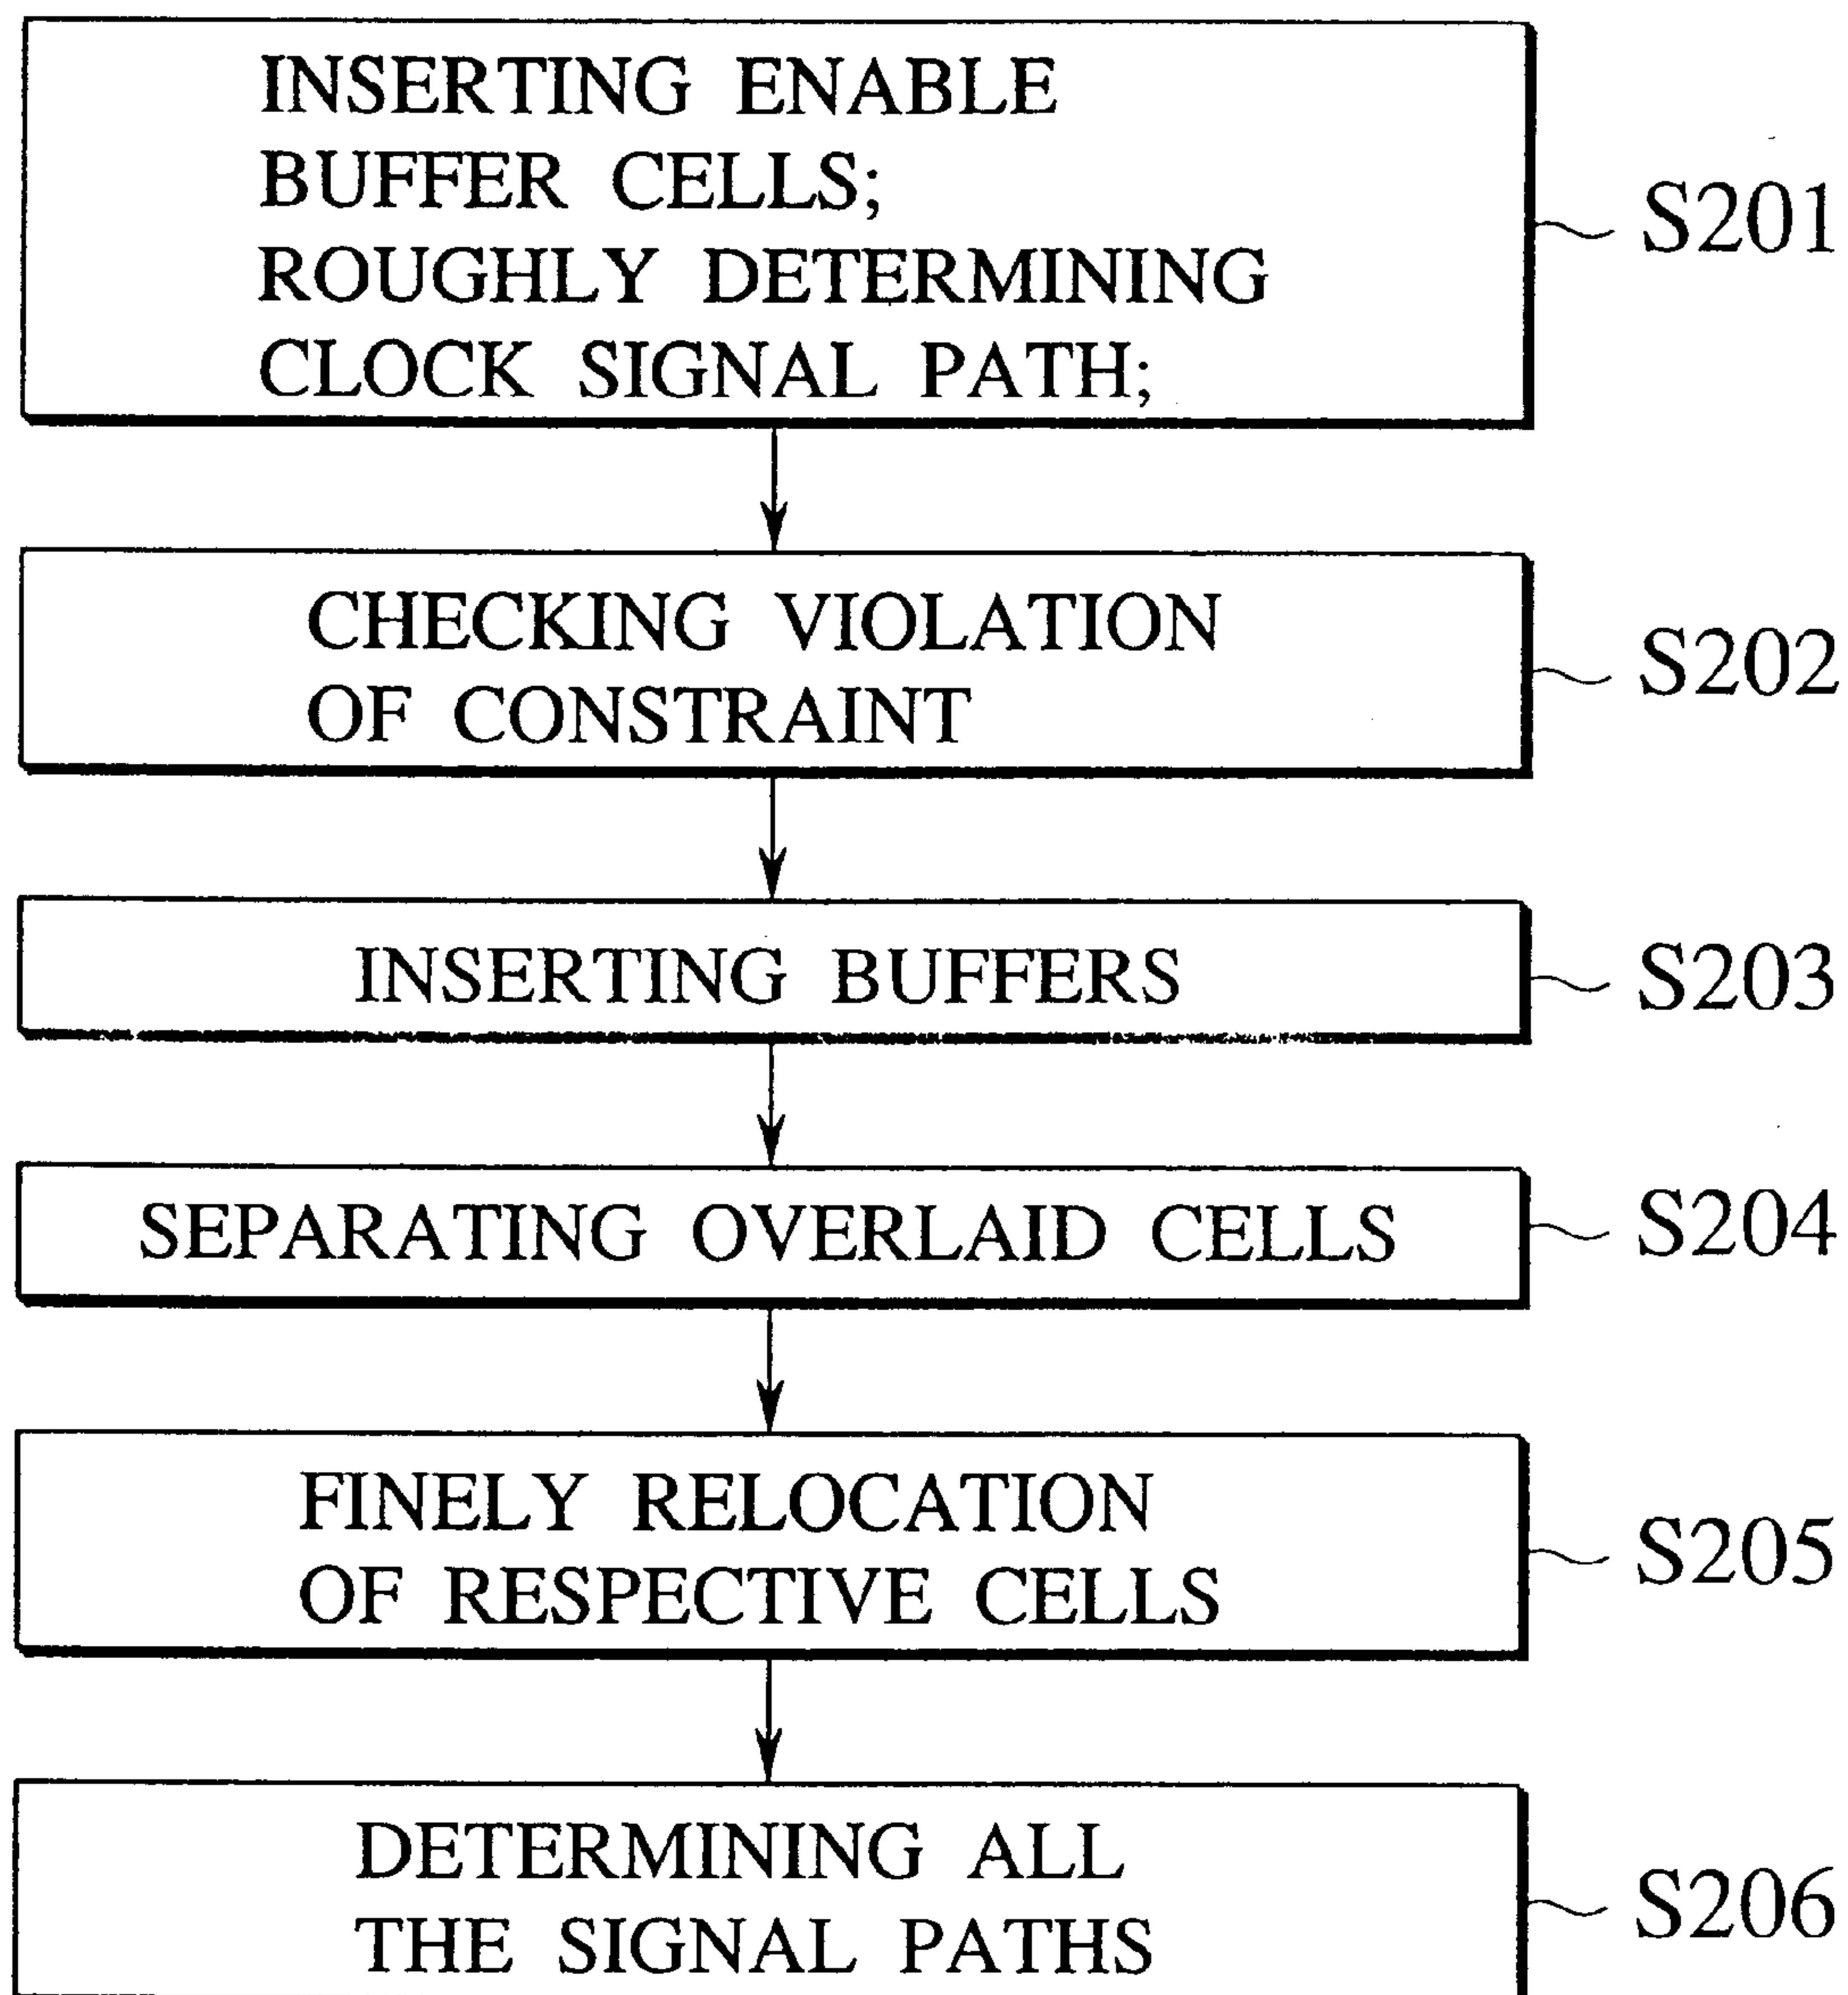 INSERTING ENABLE
BUFFER CELLS;
ROUGHLY DETERMINING
CLOCK SIGNAL PATH;
S201
CHECKING VIOLATION
OF CONSTRAINT
S202
INSERTING BUFFERS
S203
SEPARATING OVERLAID CELLS
S204
FINELY RELOCATION
OF RESPECTIVE CELLS
S205
DETERMINING ALL
THE SIGNAL PATHS
S206